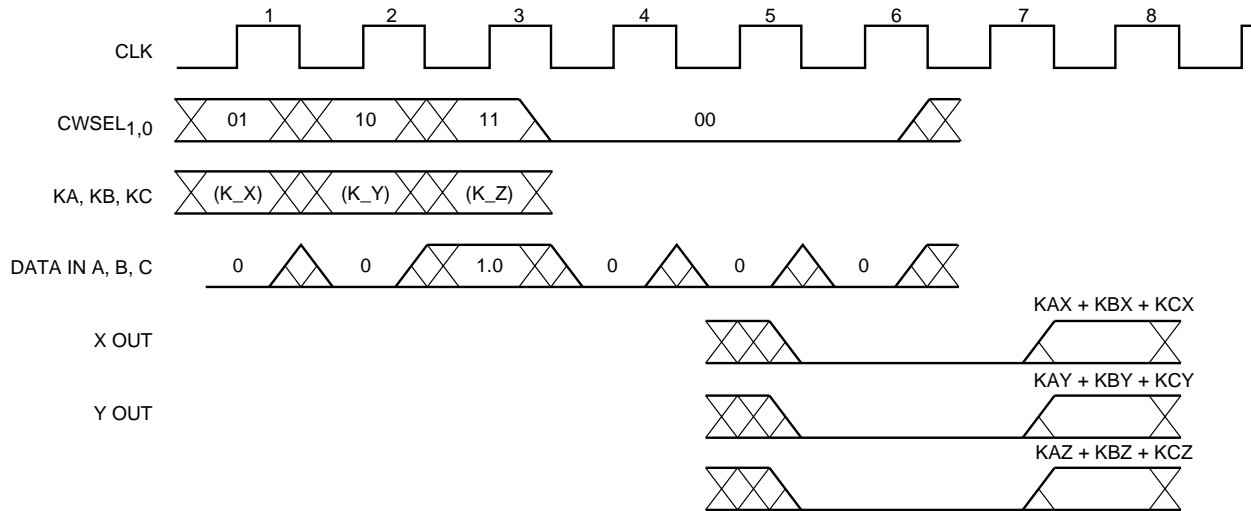 1 2 3 4 5 6 7 8
CLK
CWSEL1,0 01 10 11 00
KA, KB, KC (K_X) (K_Y) (K_Z)
DATA IN A, B, C 0 0 1.0 0 0 0
KAX + KBX + KCX
X OUT
KAY + KBY + KCY
Y OUT
KAZ + KBZ + KCZ